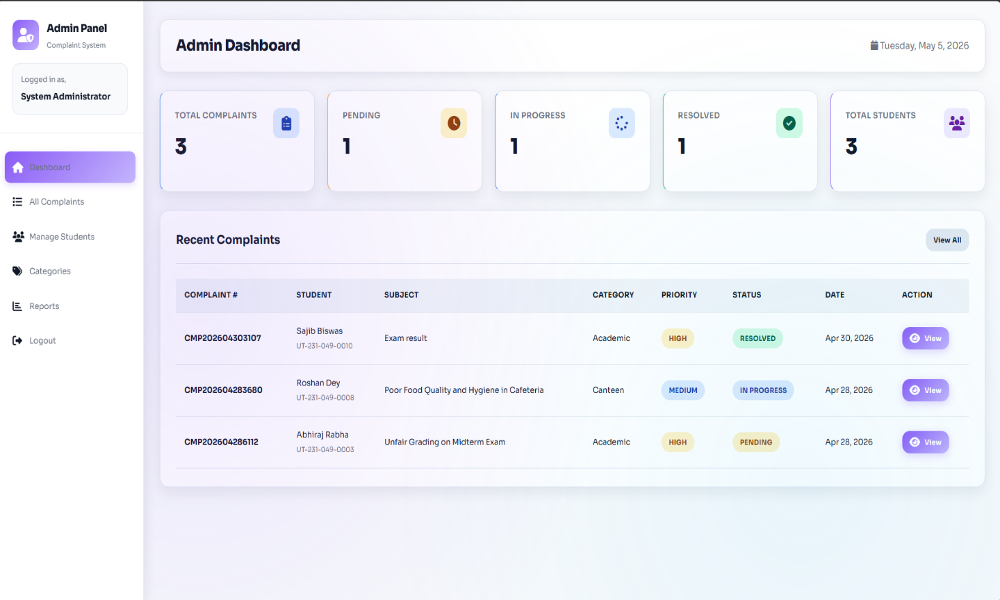 Admin Panel
Complaint System
Logged in as,
System Administrator
Dashboard
All Complaints
Manage Students
Categories
Reports
Logout
Admin Dashboard
Tuesday, May 5, 2026
TOTAL COMPLAINTS
3
PENDING
1
IN PROGRESS
1
RESOLVED
1
TOTAL STUDENTS
3
Recent Complaints
View All
COMPLAINT # STUDENT SUBJECT CATEGORY PRIORITY STATUS DATE ACTION
CMP202604303107 Sajib Biswas UT-231-049-0010 Exam result Academic HIGH RESOLVED Apr 30, 2026 View
CMP202604283680 Roshan Dey UT-231-049-0008 Poor Food Quality and Hygiene in Cafeteria Canteen MEDIUM IN PROGRESS Apr 28, 2026 View
CMP202604286112 Abhiraj Rabha UT-231-049-0003 Unfair Grading on Midterm Exam Academic HIGH PENDING Apr 28, 2026 View